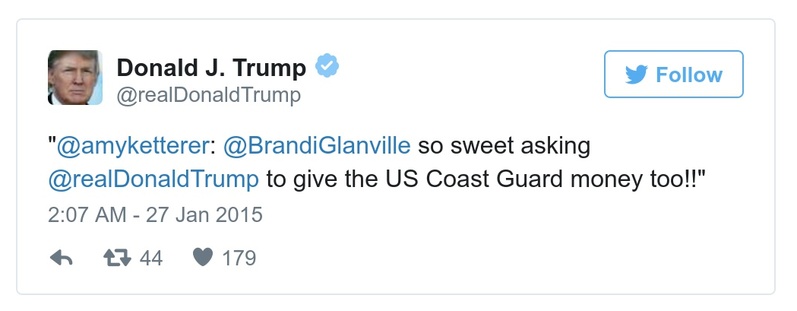 Donald J. Trump
@realDonaldTrump
Follow
"@amyketterer: @BrandiGlanville so sweet asking
@realDonaldTrump to give the US Coast Guard money too!!"
2:07 AM - 27 Jan 2015
44 179